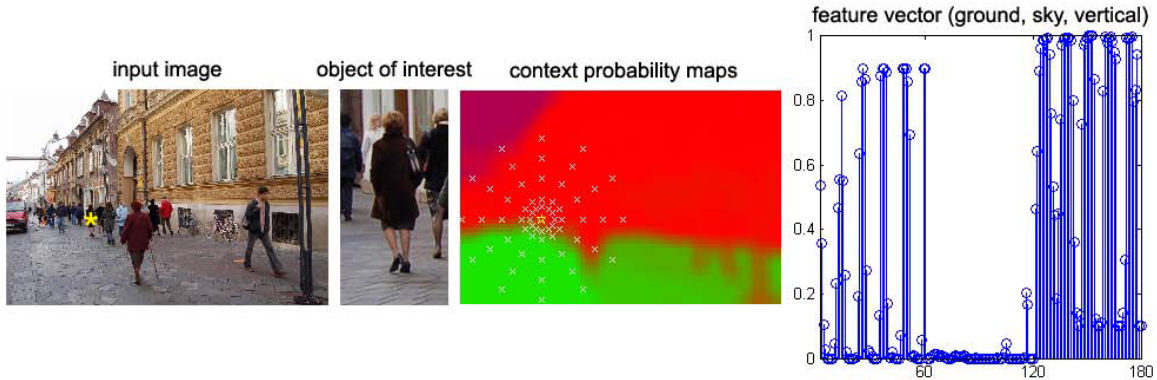 feature vector (ground, sky, vertical)
input image
object of interest
context probability maps
1
0.8
0.6
0.4
0.2
0
60
120
180